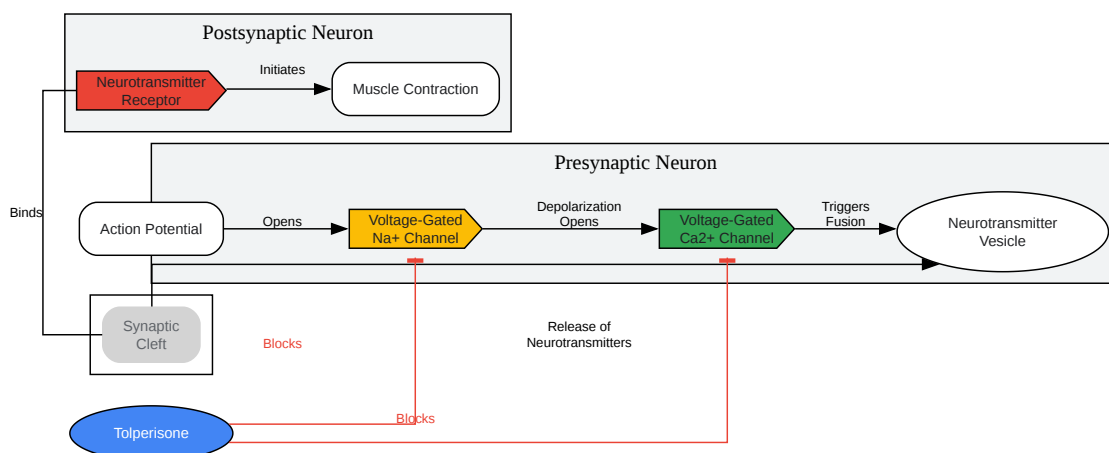 Postsynaptic Neuron
Neurotransmitter
Receptor
Initiates
Muscle Contraction
Presynaptic Neuron
Binds
Action Potential
Opens
Voltage-Gated
Na+ Channel
Depolarization
Opens
Voltage-Gated
Ca2+ Channel
Triggers
Fusion
Neurotransmitter
Vesicle
Synaptic
Cleft
Blocks
Release of
Neurotransmitters
Blocks
Tolperisone